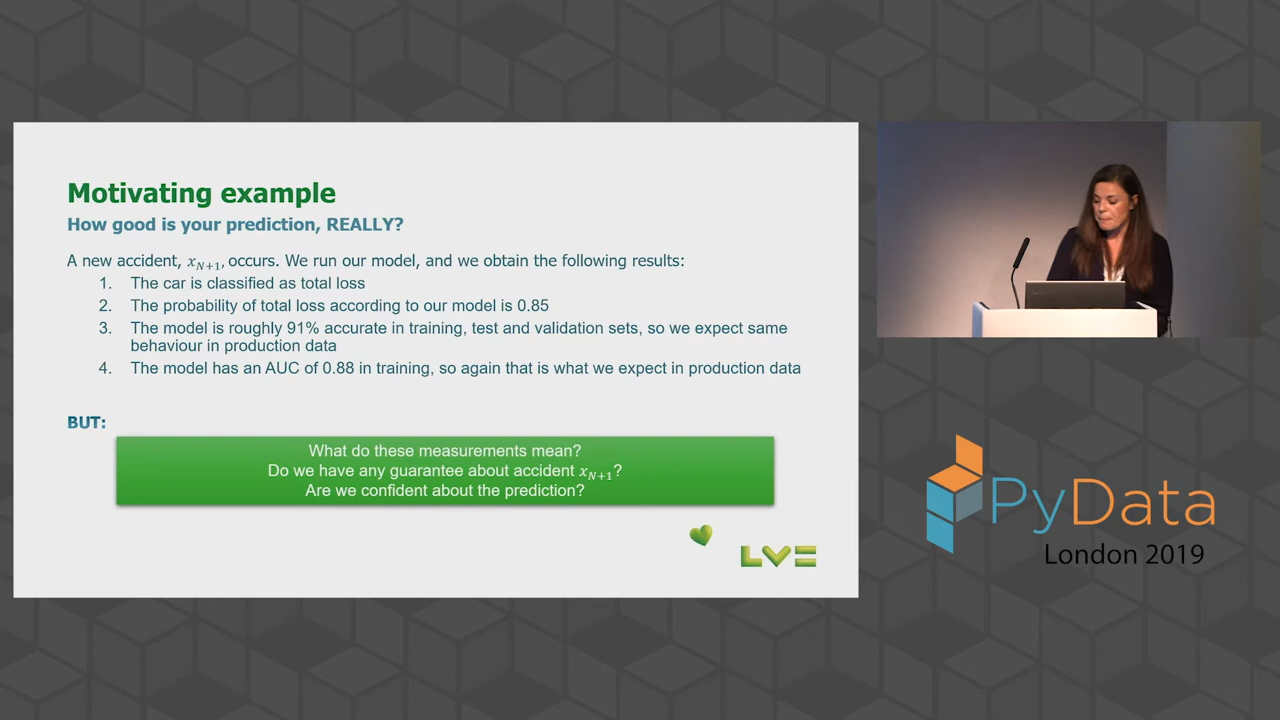 Motivating example
How good is your prediction, REALLY?
A new accident, x_{N+1}, occurs. We run our model, and we obtain the following results:
1. The car is classified as total loss
2. The probability of total loss according to our model is 0.85
3. The model is roughly 91% accurate in training, test and validation sets, so we expect same
behaviour in production data
4. The model has an AUC of 0.88 in training, so again that is what we expect in production data
BUT:
What do these measurements mean?
Do we have any guarantee about accident x_{N+1}?
Are we confident about the prediction?
LV=
PyData
London 2019